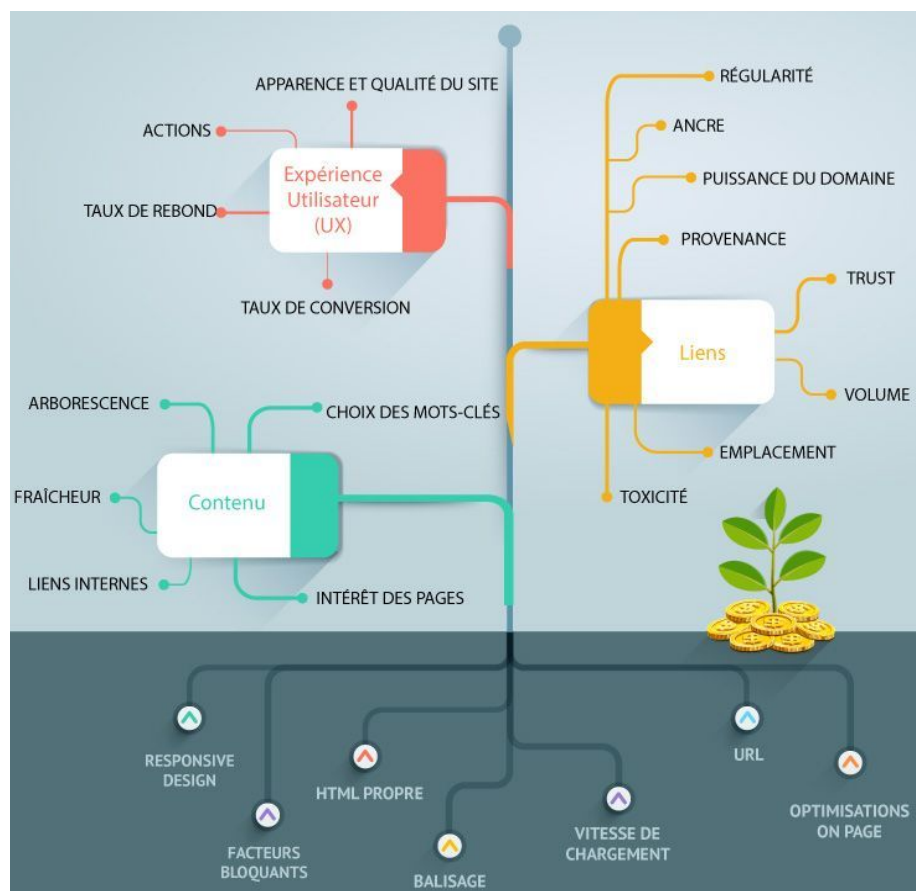 APPARENCE ET QUALITÉ DU SITE
ACTIONS
Expérience
Utilisateur
(UX)
TAUX DE REBOND
TAUX DE CONVERSION
RÉGULARITÉ
ANCRE
PUISSANCE DU DOMAINE
PROVENANCE
TRUST
Liens
VOLUME
EMPLACEMENT
TOXICITÉ
ARBORESCENCE
CHOIX DES MOTS-CLÉS
FRAÎCHEUR
Contenu
LIENS INTERNES
INTÉRÊT DES PAGES
RESPONSIVE
DESIGN
HTML PROPRE
URL
FACTEURS
BLOQUANTS
BALISAGE
VITESSE DE
CHARGEMENT
OPTIMISATIONS
ON PAGE